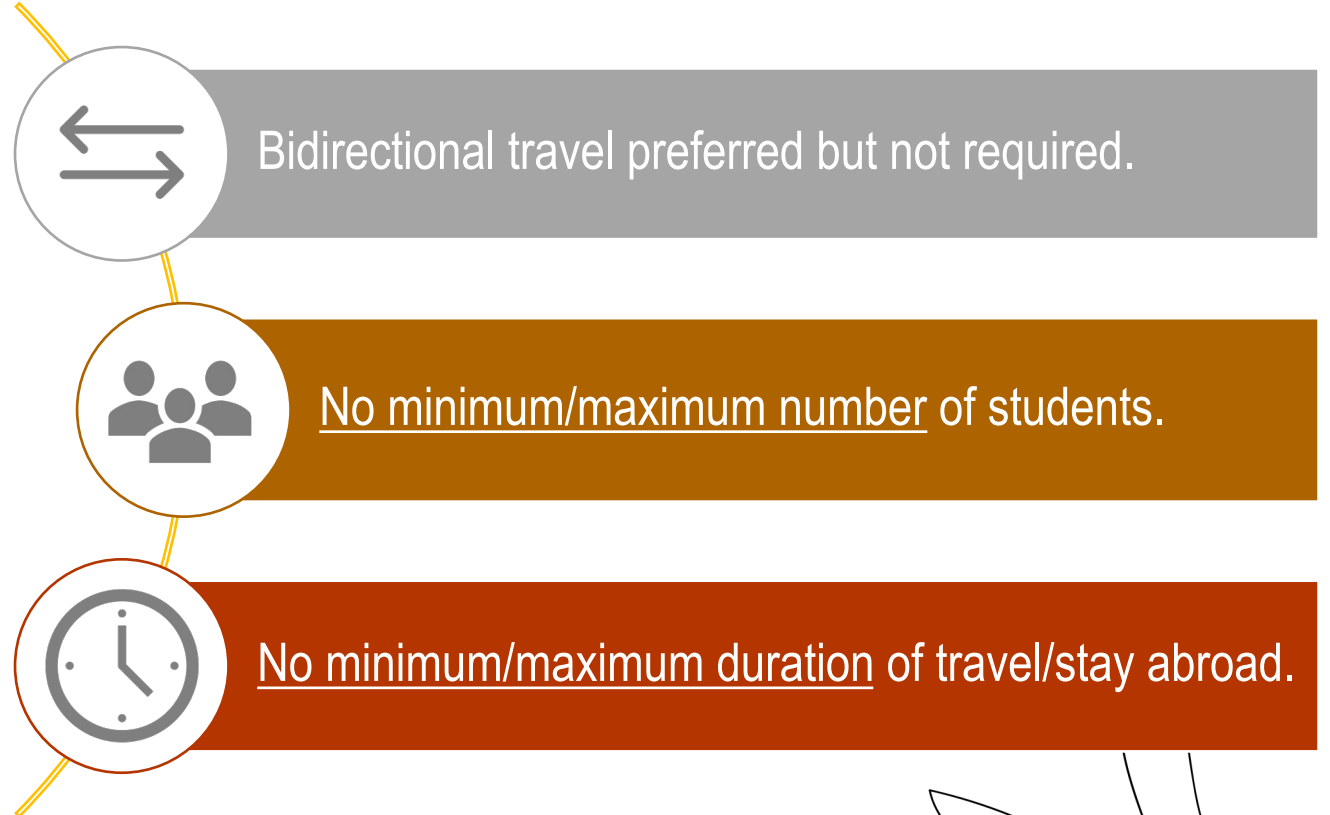 Bidirectional travel preferred but not required.
No minimum/maximum number of students.
No minimum/maximum duration of travel/stay abroad.